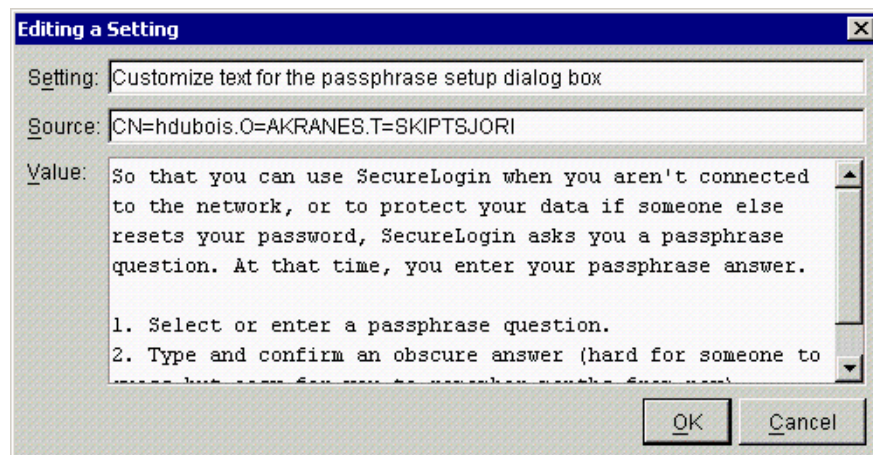 Editing a Setting
Setting: Customize text for the passphrase setup dialog box
Source: CN=hdubois.O=AKRANES.T=SKIPTSJORI
Value: So that you can use SecureLogin when you aren't connected
to the network, or to protect your data if someone else
resets your password, SecureLogin asks you a passphrase
question. At that time, you enter your passphrase answer.
1. Select or enter a passphrase question.
2. Type and confirm an obscure answer (hard for someone to
OK Cancel